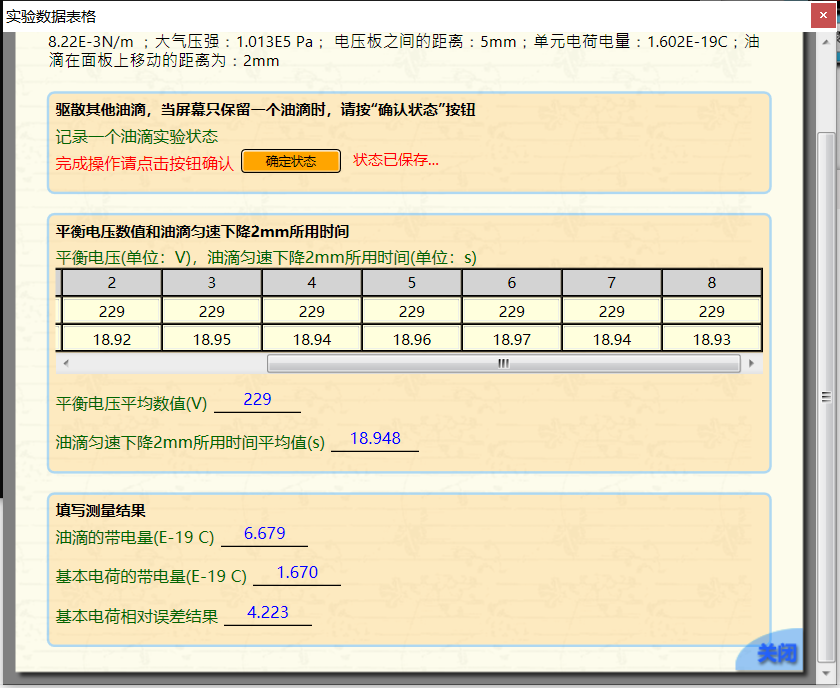 实验数据表格
8.22E-3N/m ；大气压强：1.013E5 Pa； 电压板之间的距离：5mm；单元电荷电量：1.602E-19C；油
滴在面板上移动的距离为：2mm
驱散其他油滴，当屏幕只保留一个油滴时，请按“确认状态”按钮
记录一个油滴实验状态
完成操作请点击按钮确认 确定状态 状态已保存...
平衡电压数值和油滴匀速下降2mm所用时间
平衡电压(单位：V)，油滴匀速下降2mm所用时间(单位：s)
2 3 4 5 6 7 8
229 229 229 229 229 229 229
18.92 18.95 18.94 18.96 18.97 18.94 18.93
平衡电压平均数值(V) 229
油滴匀速下降2mm所用时间平均值(s) 18.948
填写测量结果
油滴的带电量(E-19 C) 6.679
基本电荷的带电量(E-19 C) 1.670
基本电荷相对误差结果 4.223
关闭